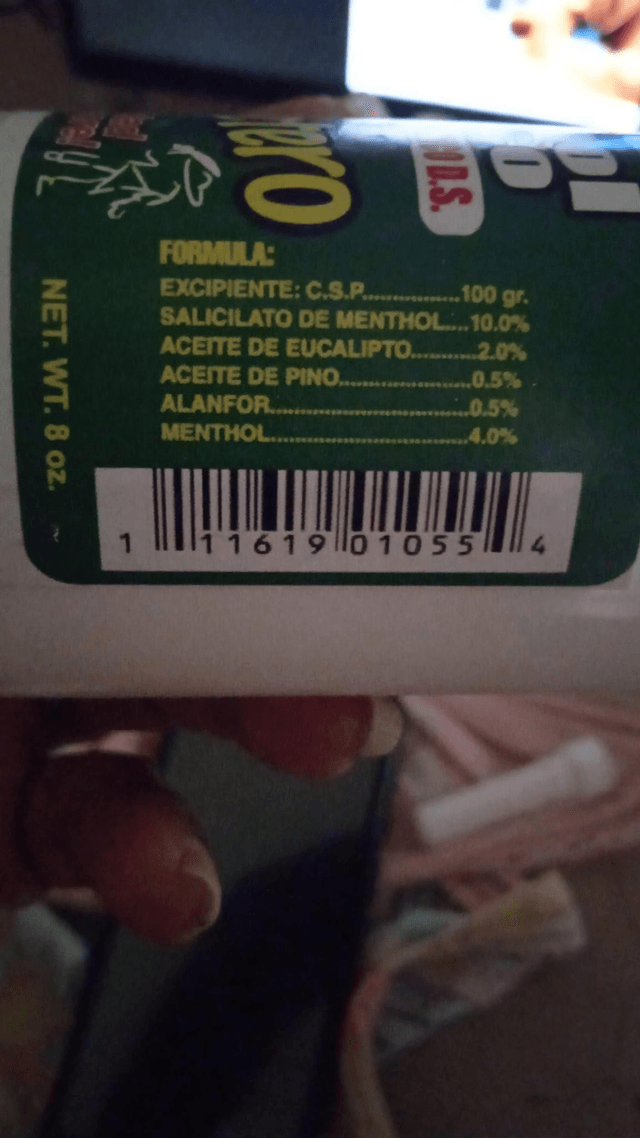 FORMULA:
EXCIPIENTE: C.S.P................100 gr.
SALICILATO DE MENTHOL....10.0%
ACEITE DE EUCALIPTO...........2.0%
ACEITE DE PINO......................0.5%
ALANFOR.................................0.5%
MENTHOL.................................4.0%
NET. WT. 8 oz.
1 11619 01055 4